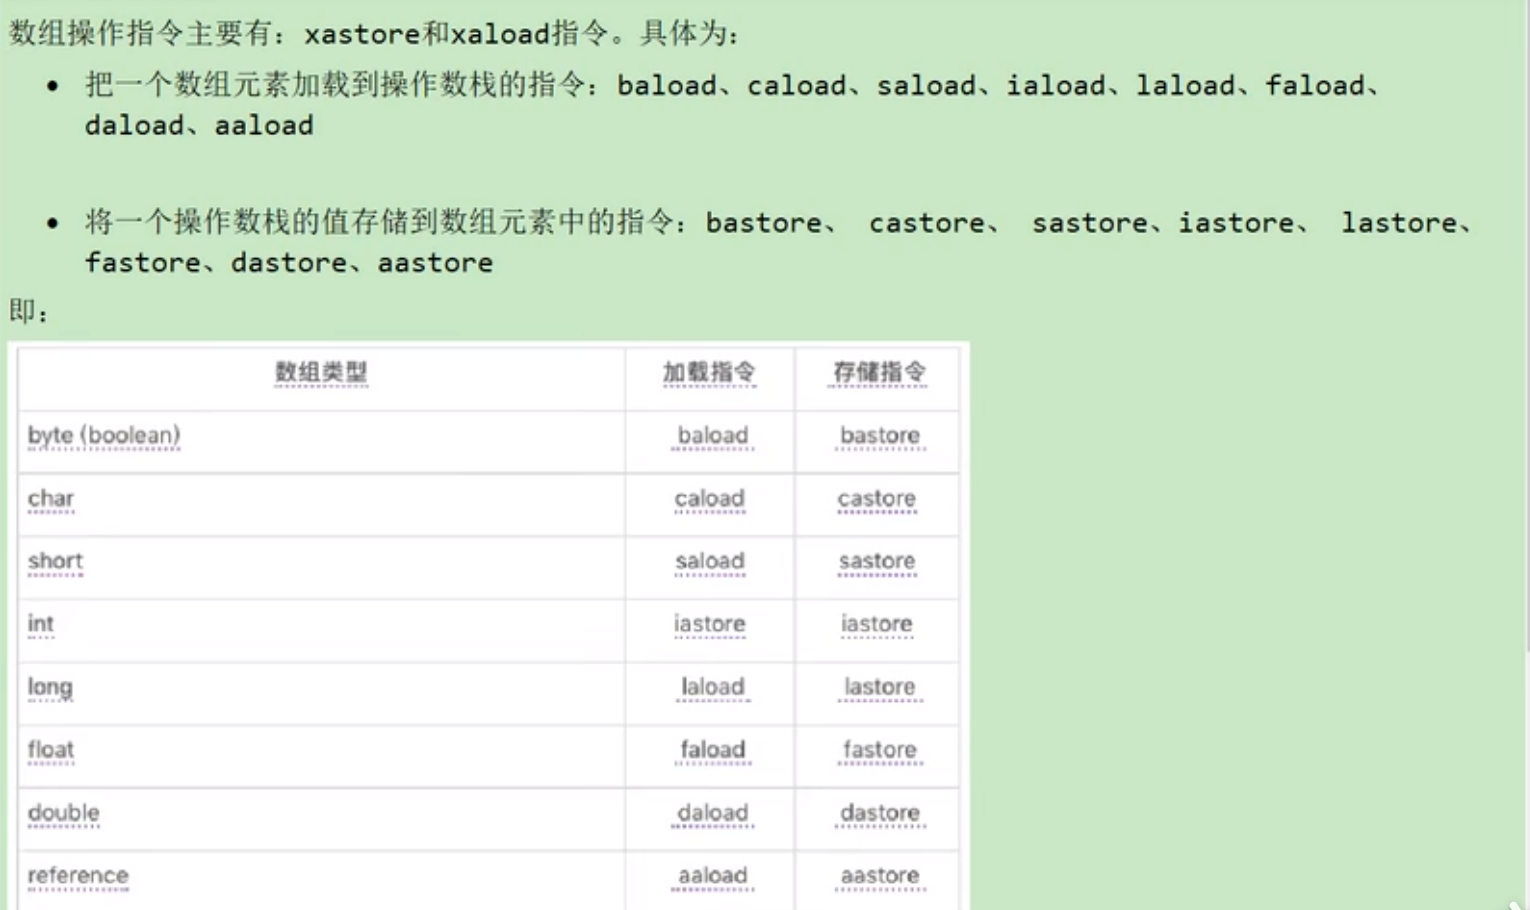 数组操作指令主要有：xastore和xaload指令。具体为：
• 把一个数组元素加载到操作数栈的指令：baload、caload、saload、iaload、laload、faload、
daload、aaload
• 将一个操作数栈的值存储到数组元素中的指令：bastore、 castore、 sastore、iastore、 lastore、
fastore、dastore、aastore
即：
数组类型 加载指令 存储指令
byte (boolean) baload bastore
char caload castore
short saload sastore
int iastore iastore
long laload lastore
float faload fastore
double daload dastore
reference aaload aastore